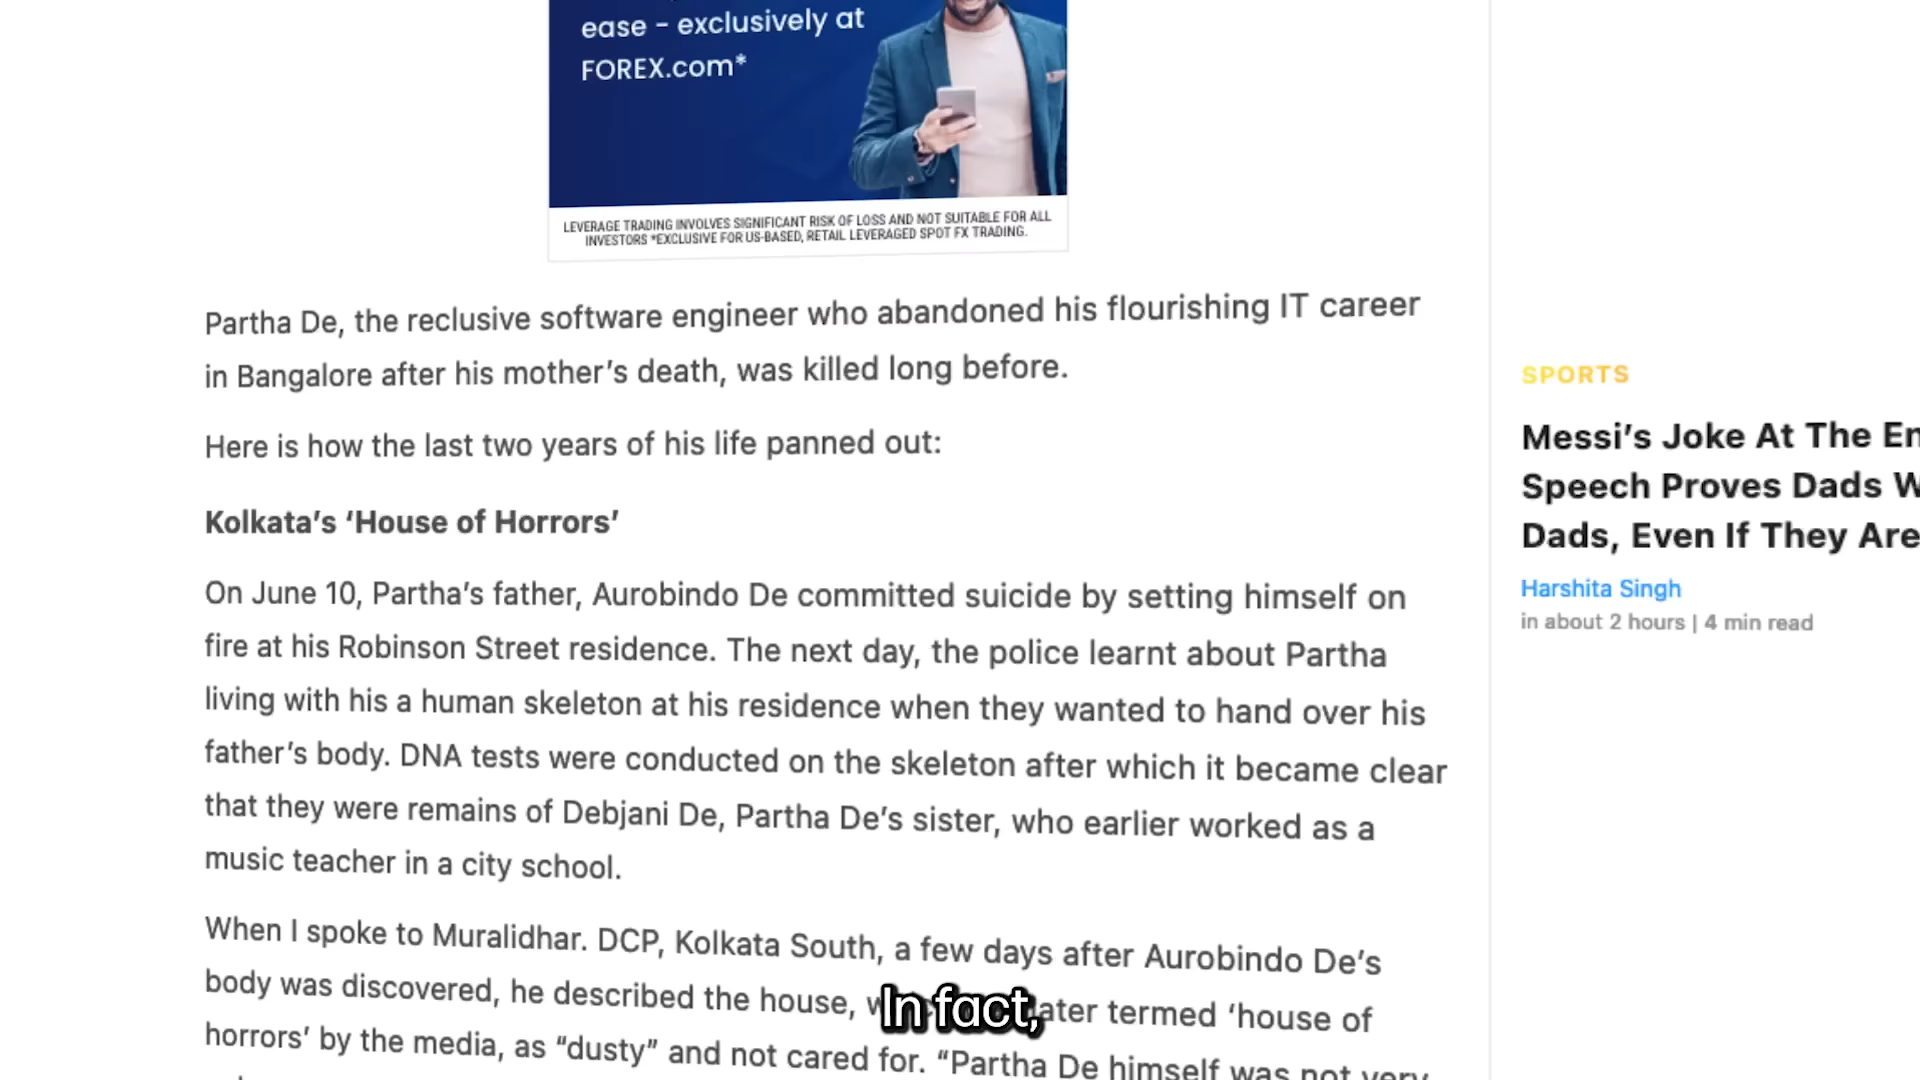 ease - exclusively at
FOREX.com*
LEVERAGE TRADING INVOLVES SIGNIFICANT RISK OF LOSS AND NOT SUITABLE FOR ALL
INVESTORS *EXCLUSIVE FOR US-BASED, RETAIL LEVERAGED SPOT FX TRADING.
Partha De, the reclusive software engineer who abandoned his flourishing IT career
in Bangalore after his mother’s death, was killed long before.
Here is how the last two years of his life panned out:
Kolkata’s ‘House of Horrors’
On June 10, Partha’s father, Aurobindo De committed suicide by setting himself on
fire at his Robinson Street residence. The next day, the police learnt about Partha
living with his a human skeleton at his residence when they wanted to hand over his
father’s body. DNA tests were conducted on the skeleton after which it became clear
that they were remains of Debjani De, Partha De’s sister, who earlier worked as a
music teacher in a city school.
When I spoke to Muralidhar. DCP, Kolkata South, a few days after Aurobindo De’s
body was discovered, he described the house, later termed ‘house of
horrors’ by the media, as “dusty” and not cared for. “Partha De himself was not very
SPORTS
Messi’s Joke At The
Speech Proves Dads
Dads, Even If They Are
Harshita Singh
in about 2 hours | 4 min read
In fact,